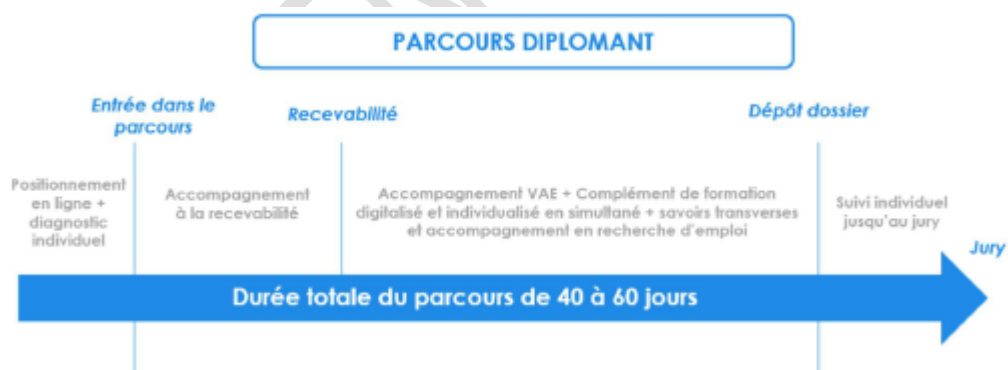 PARCOURS DIPLOMANT
Entrée dans le
parcours
Recevabilité
Dépôt dossier
Positionnement
en ligne +
diagnostic
individuel
Accompagnement
à la recevabilité
Accompagnement VAE + Complément de formation
digitalisé et individualisé en simultané + savoirs transverses
et accompagnement en recherche d'emploi
Suivi individuel
jusqu'au jury
Jury
Durée totale du parcours de 40 à 60 jours